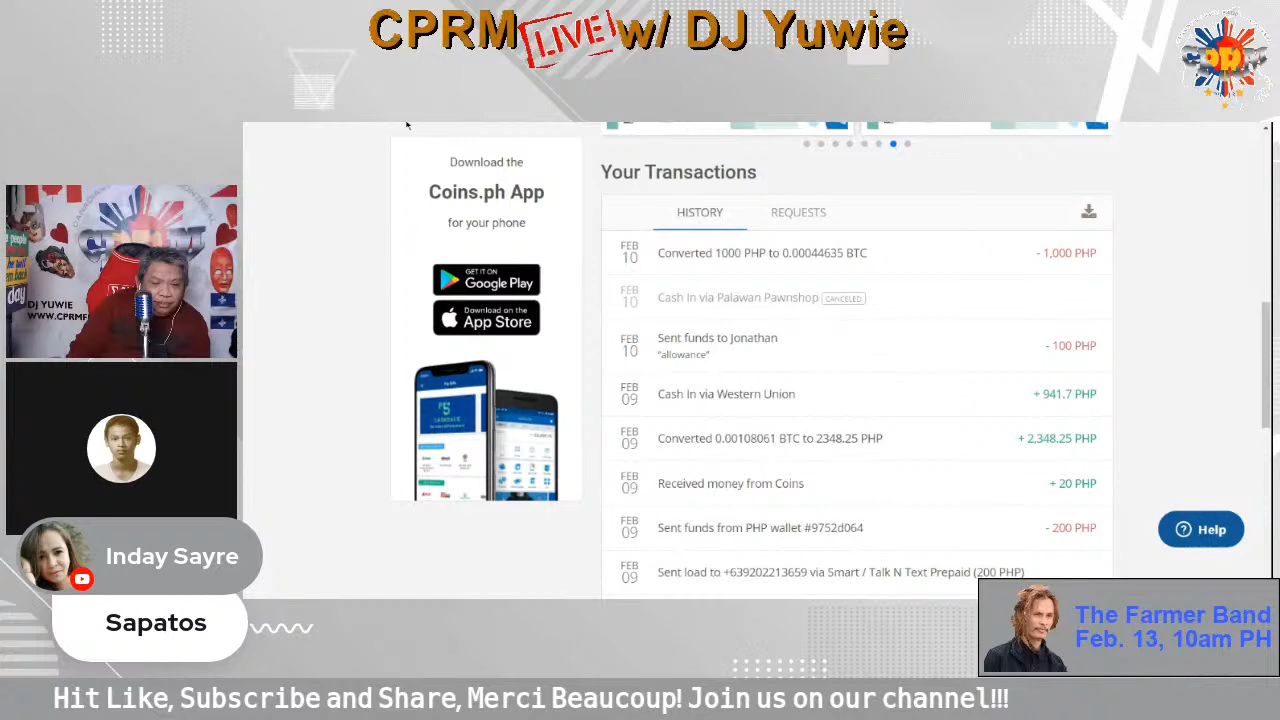 CPRM LIVE w/ DJ Yuwie
Download the
Coins.ph App
for your phone
GET IT ON
Google Play
Download on the
App Store
Your Transactions
HISTORY REQUESTS
FEB 10 Converted 1000 PHP to 0.00044635 BTC - 1,000 PHP
FEB 10 Cash In via Palawan Pawnshop CANCELED
FEB 10 Sent funds to Jonathan - 100 PHP
"allowance"
FEB 09 Cash In via Western Union + 941.7 PHP
FEB 09 Converted 0.00108061 BTC to 2348.25 PHP + 2,348.25 PHP
FEB 09 Received money from Coins + 20 PHP
FEB 09 Sent funds from PHP wallet #9752d064 - 200 PHP
FEB 09 Sent load to +639202213659 via Smart / Talk N Text Prepaid (200 PHP)
Help
DJ YUWIE
WWW.CPRMF
Inday Sayre
Sapatos
The Farmer Band
Feb. 13, 10am PH
Hit Like, Subscribe and Share, Merci Beaucoup! Join us on our channel!!!